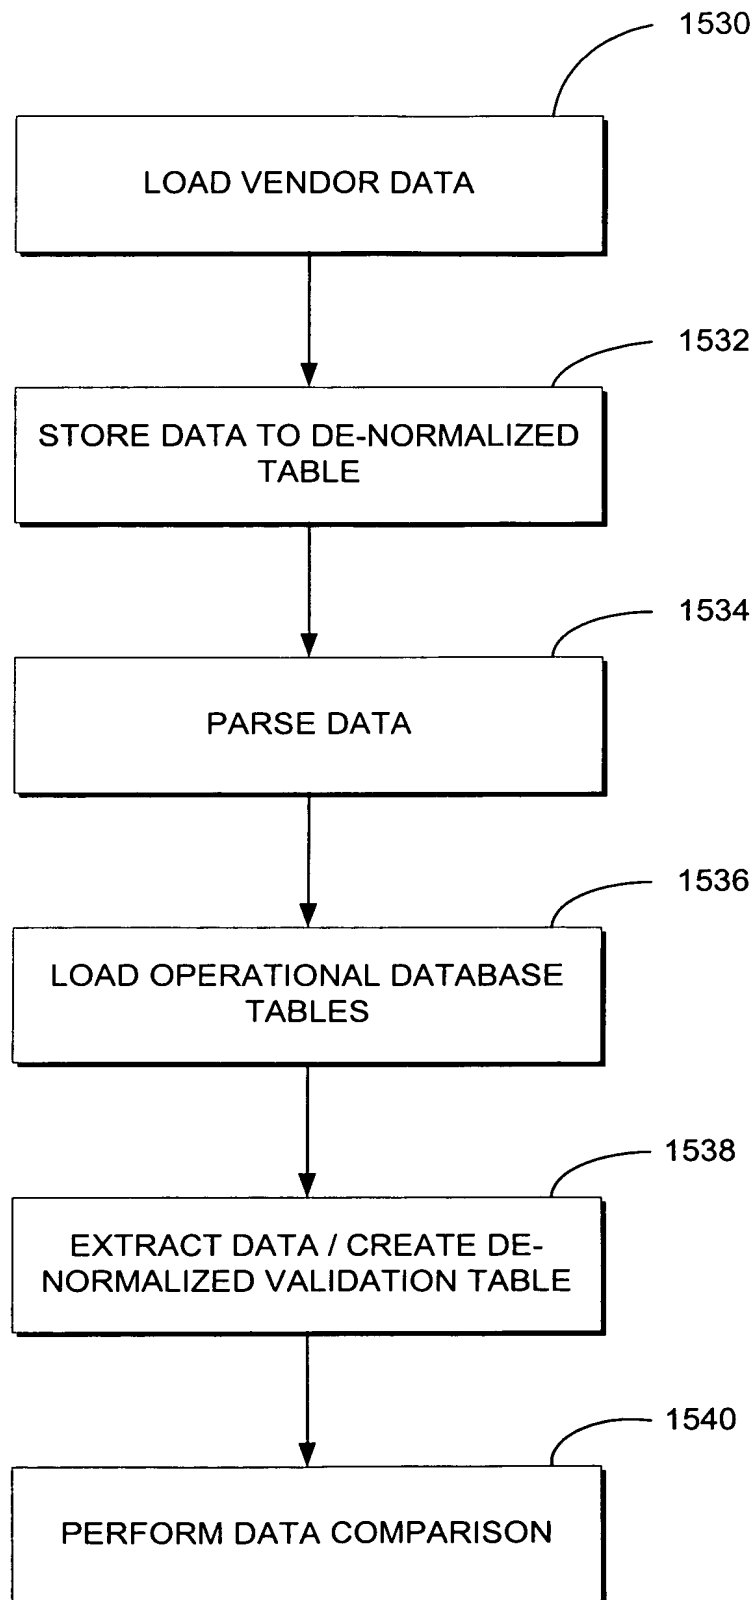 1530
LOAD VENDOR DATA
1532
STORE DATA TO DE-NORMALIZED
TABLE
1534
PARSE DATA
1536
LOAD OPERATIONAL DATABASE
TABLES
1538
EXTRACT DATA / CREATE DE-
NORMALIZED VALIDATION TABLE
1540
PERFORM DATA COMPARISON